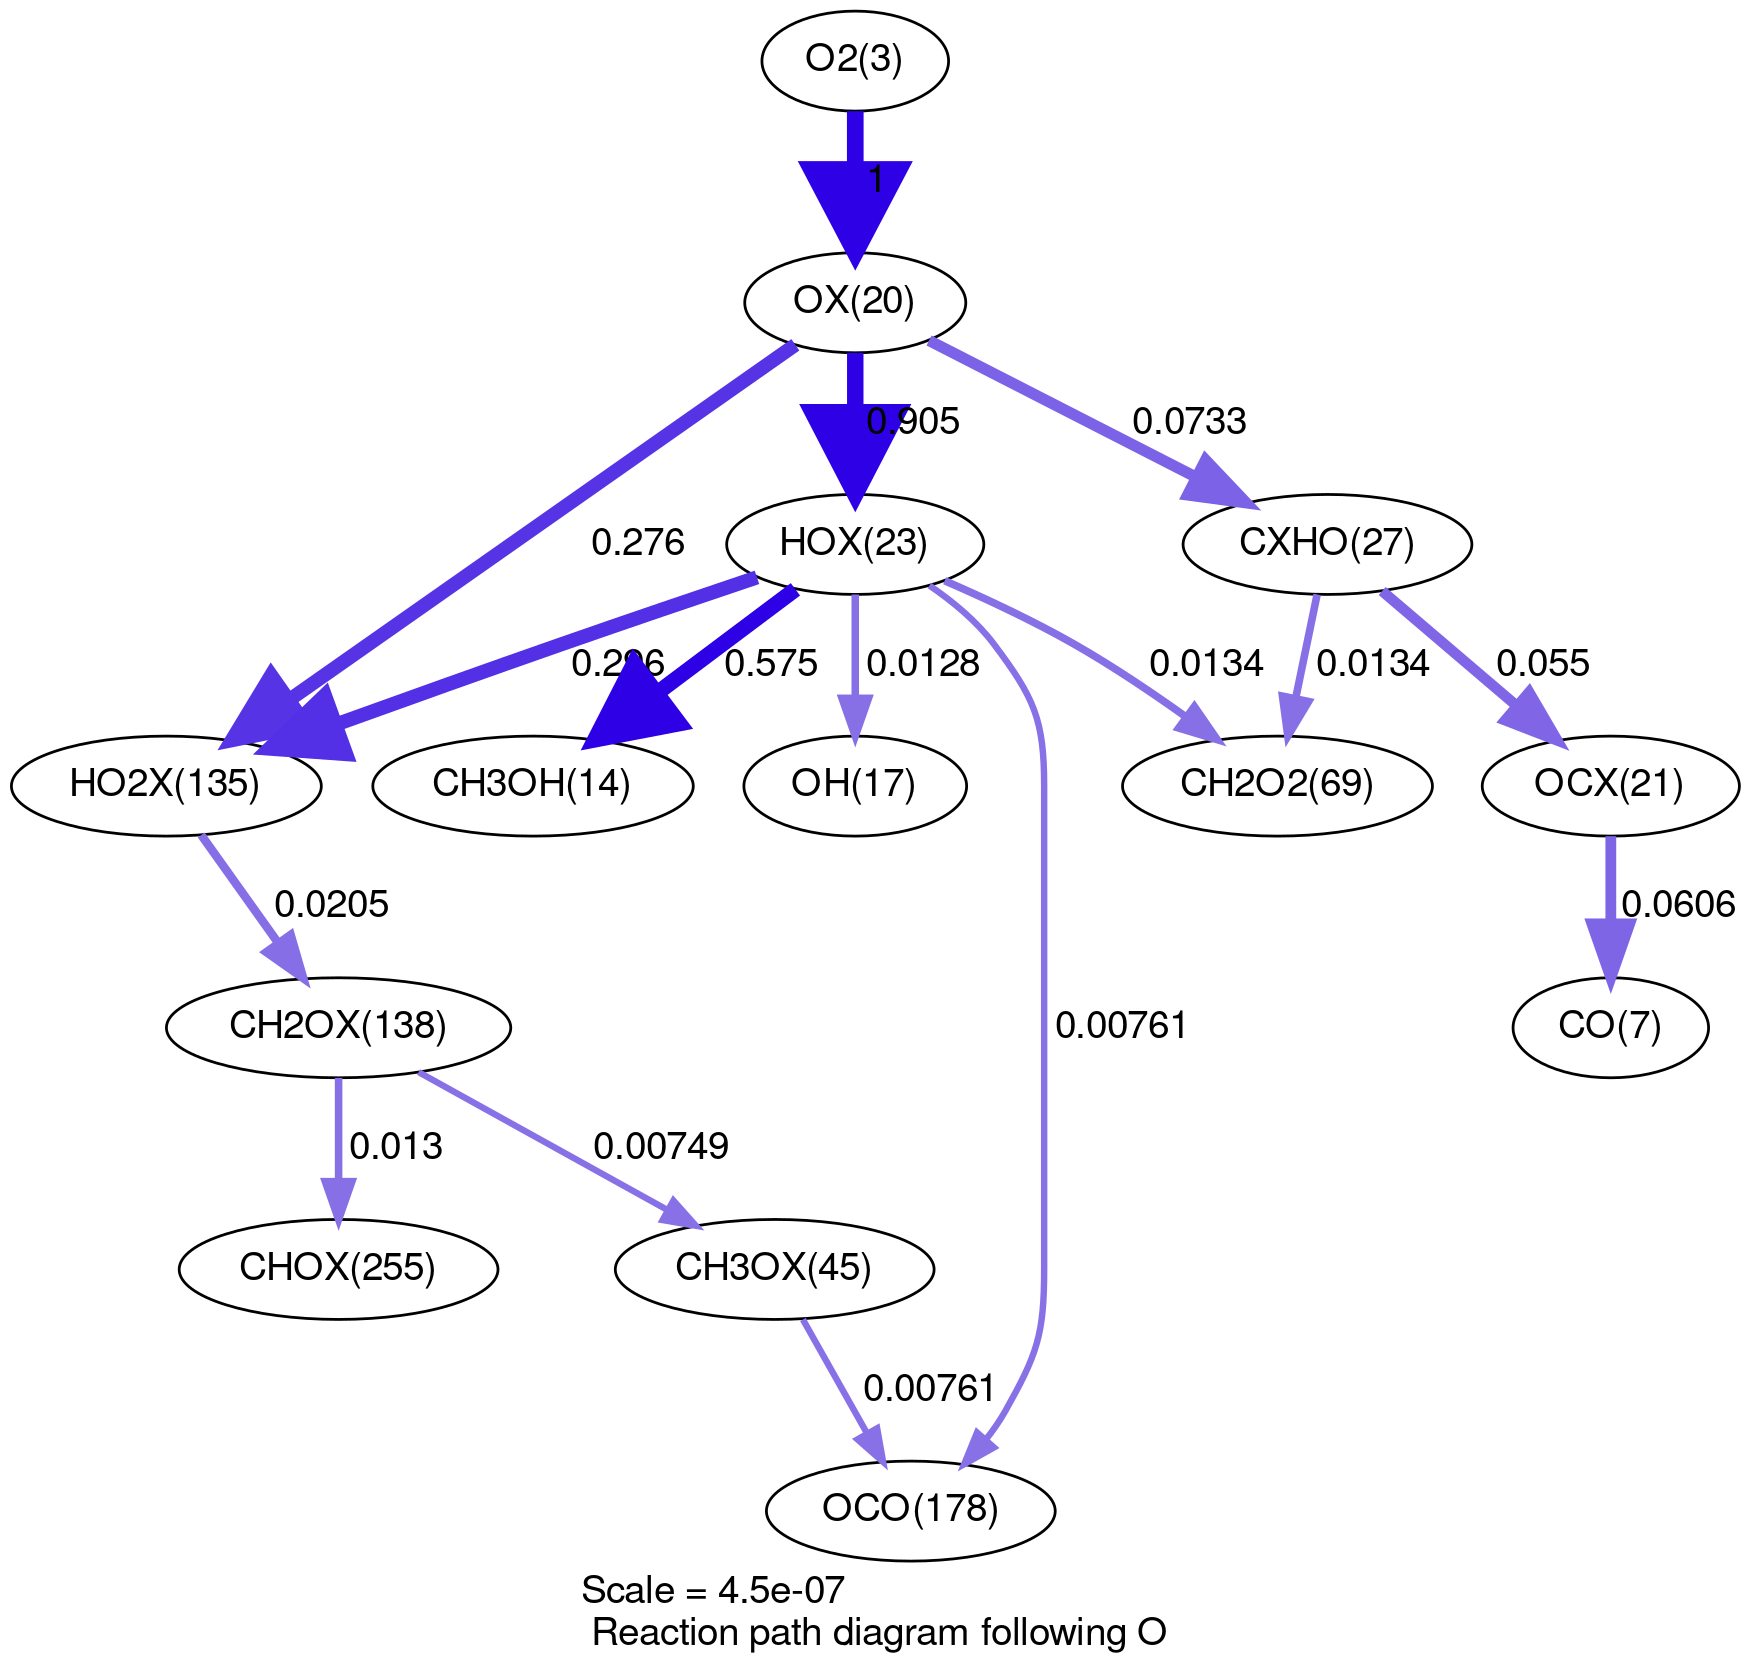 O2(3)
1
OX(20)
0.905
0.0733
0.276
HOX(23)
CXHO(27)
0.296
0.575
0.0128
0.0134
0.0134
0.055
HO2X(135)
CH3OH(14)
OH(17)
CH2O2(69)
OCX(21)
0.0205
0.0606
CH2OX(138)
0.00761
CO(7)
0.013
0.00749
CHOX(255)
CH3OX(45)
0.00761
OCO(178)
Scale = 4.5e-07
Reaction path diagram following O